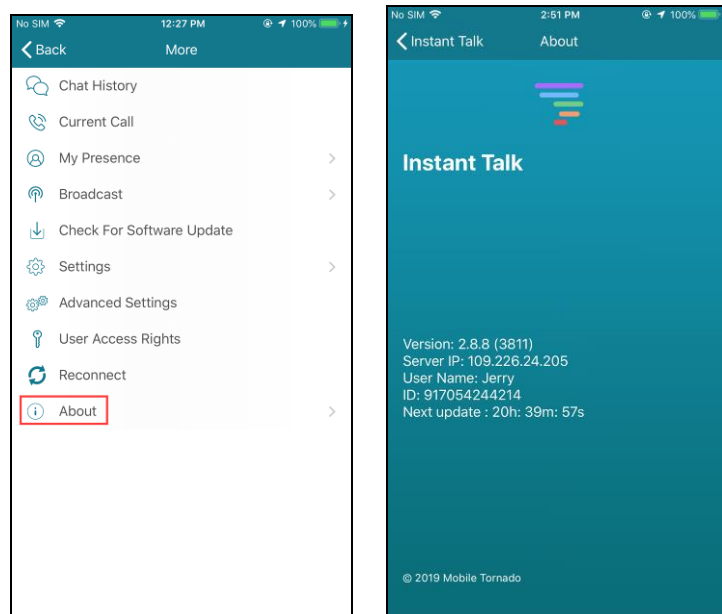 No SIM 12:27 PM 100%
Back More
Chat History
Current Call
My Presence
Broadcast
Check For Software Update
Settings
Advanced Settings
User Access Rights
Reconnect
About
No SIM 2:51 PM 100%
Instant Talk About
Instant Talk
Version: 2.8.8 (3811)
Server IP: 109.226.24.205
User Name: Jerry
ID: 917054244214
Next update : 20h: 39m: 57s
© 2019 Mobile Tornado